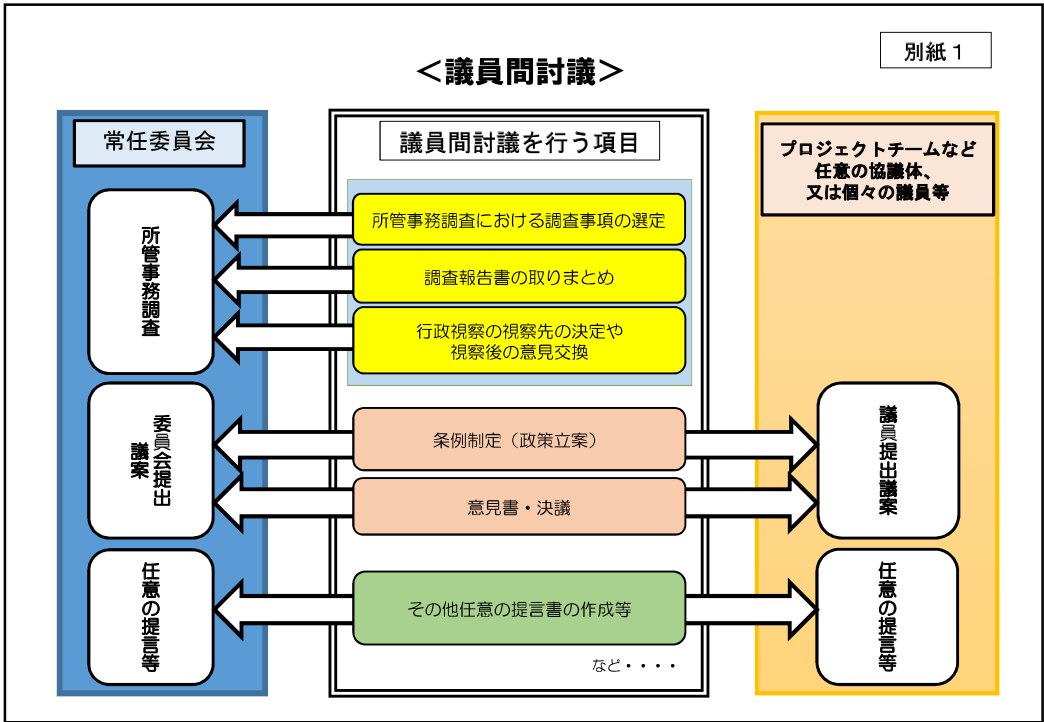 別紙１
＜議員間討議＞
常任委員会
所管事務調査
委員会提出
議案
任意の提言等
議員間討議を行う項目
所管事務調査における調査事項の選定
調査報告書の取りまとめ
行政視察の視察先の決定や
視察後の意見交換
条例制定（政策立案）
意見書・決議
その他任意の提言書の作成等
など・・・・
プロジェクトチームなど
任意の協議体、
又は個々の議員等
議員提出議案
任意の提言等